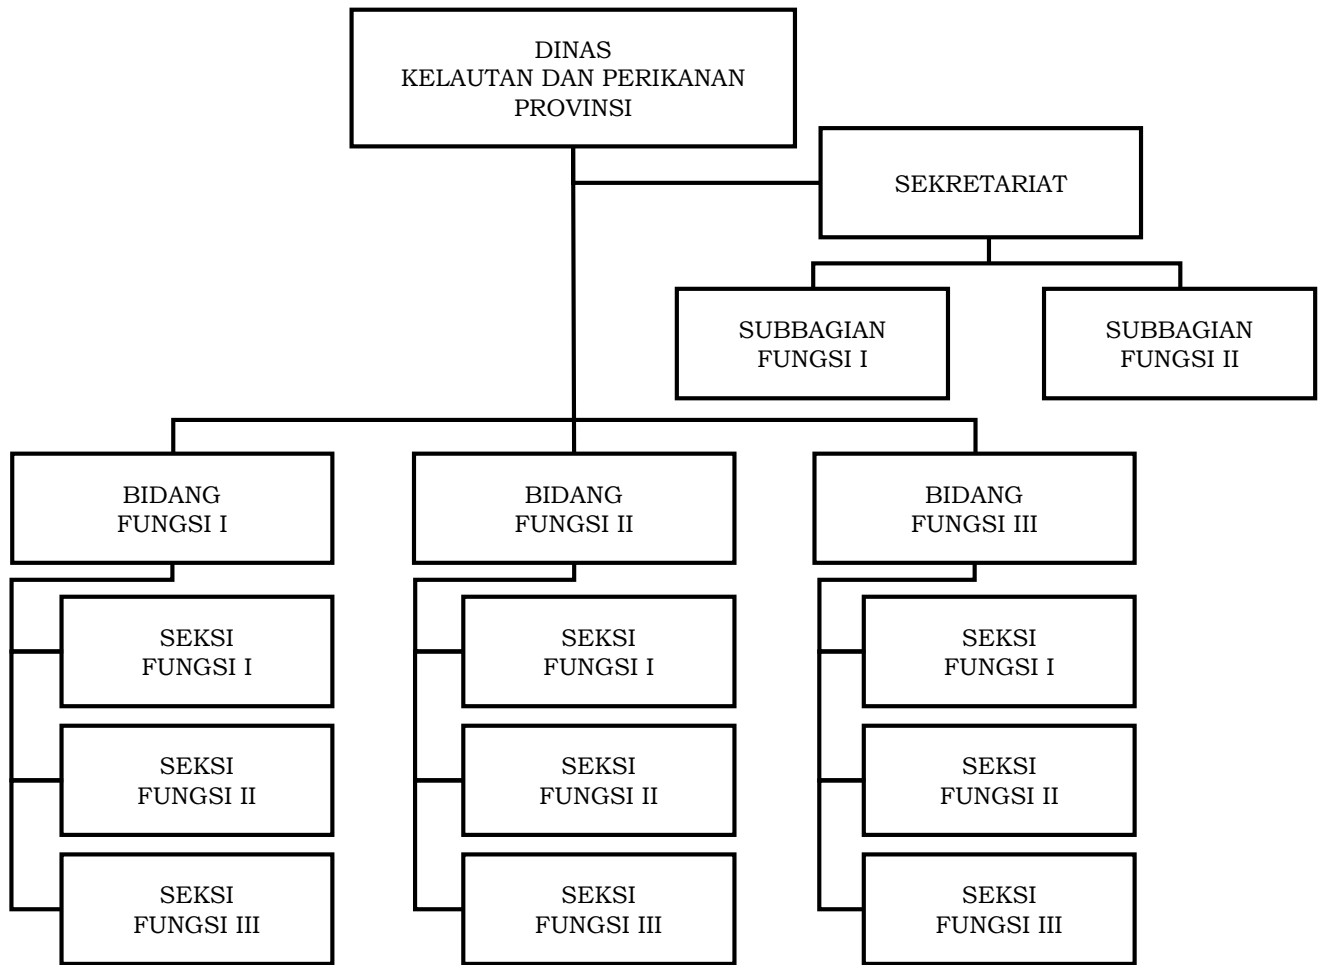 DINAS
KELAUTAN DAN PERIKANAN
PROVINSI
SEKRETARIAT
SUBBAGIAN
FUNGSI I
SUBBAGIAN
FUNGSI II
BIDANG
FUNGSI I
BIDANG
FUNGSI II
BIDANG
FUNGSI III
SEKSI
FUNGSI I
SEKSI
FUNGSI I
SEKSI
FUNGSI I
SEKSI
FUNGSI II
SEKSI
FUNGSI II
SEKSI
FUNGSI II
SEKSI
FUNGSI III
SEKSI
FUNGSI III
SEKSI
FUNGSI III